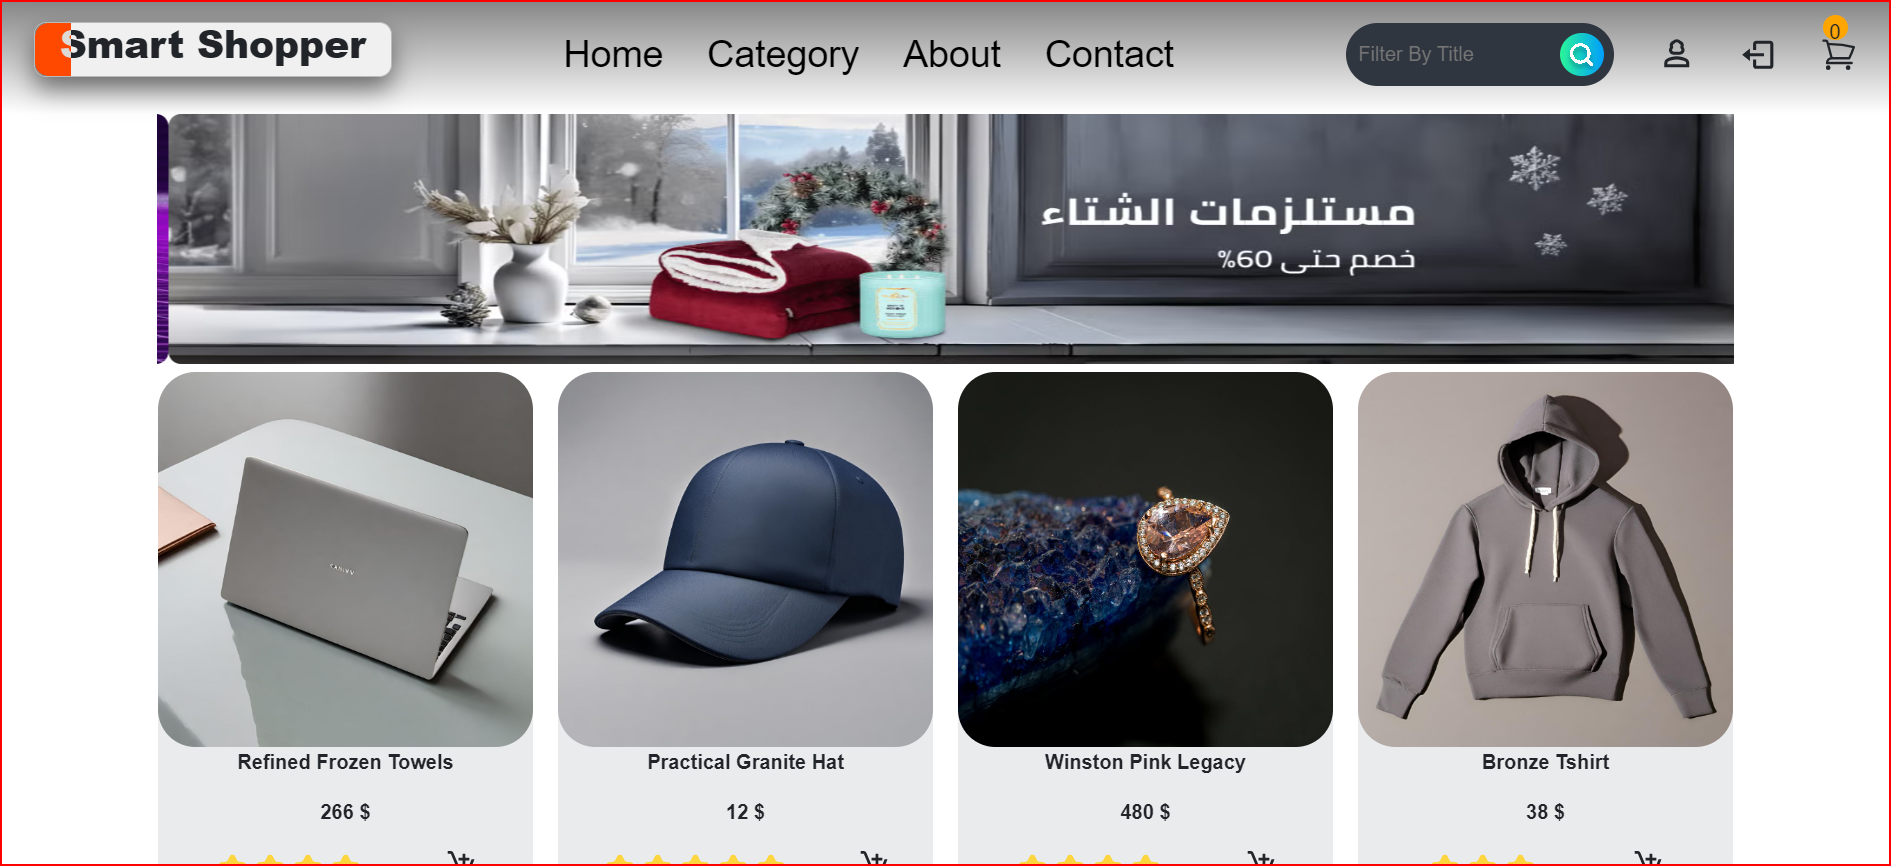 Smart Shopper
Home
Category
About
Contact
Filter By Title
0
مستلزمات الشتاء
خصم حتى 60%
Refined Frozen Towels
Practical Granite Hat
Winston Pink Legacy
Bronze Tshirt
266 $
12 $
480 $
38 $